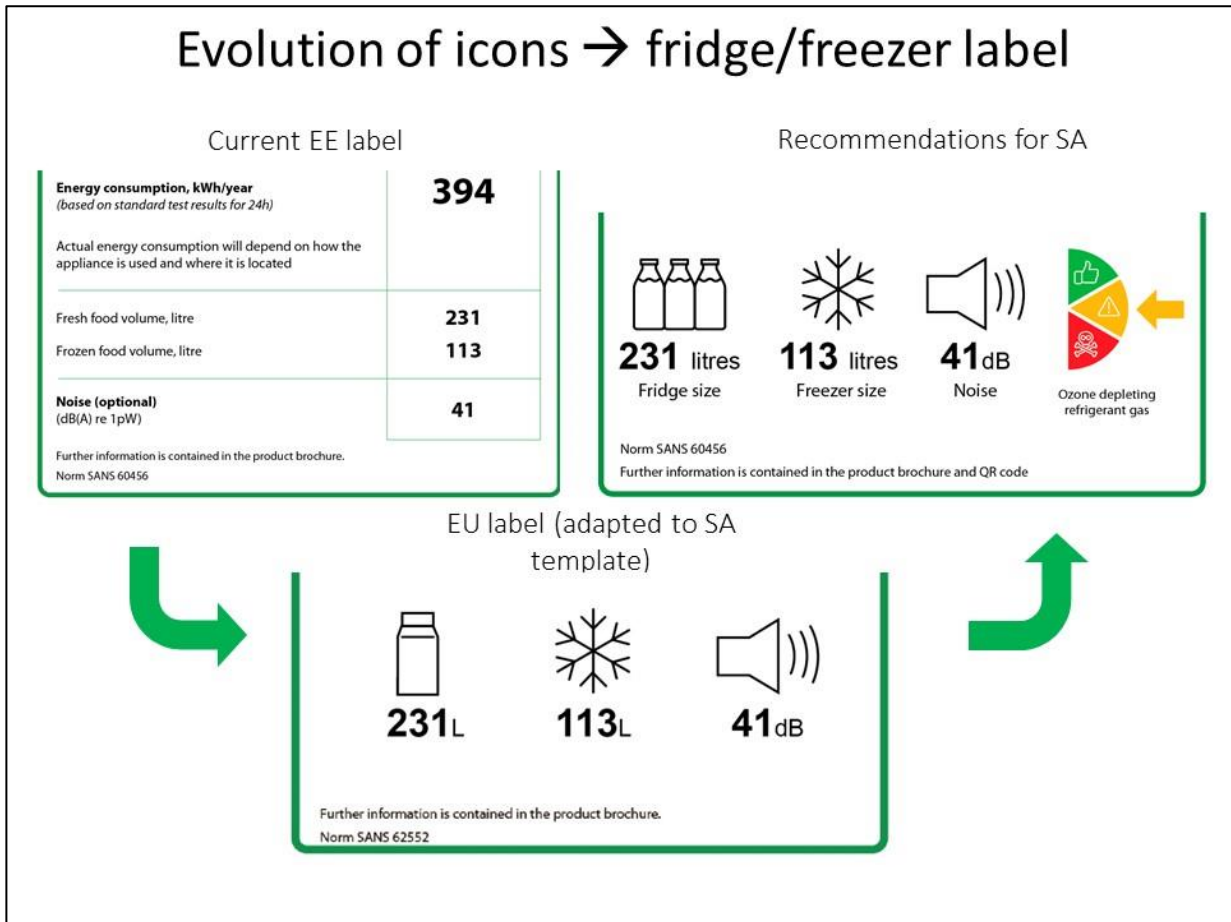 Evolution of icons → fridge/freezer label
Current EE label
Energy consumption, kWh/year
(based on standard test results for 24h)
394
Actual energy consumption will depend on how the
appliance is used and where it is located
Fresh food volume, litre
231
Frozen food volume, litre
113
Noise (optional)
(dB(A) re 1pW)
41
Further information is contained in the product brochure.
Norm SANS 60456
Recommendations for SA
231 litres
Fridge size
113 litres
Freezer size
41dB
Noise
Ozone depleting
refrigerant gas
Norm SANS 60456
Further information is contained in the product brochure and QR code
EU label (adapted to SA
template)
231L
113L
41dB
Further information is contained in the product brochure.
Norm SANS 62552